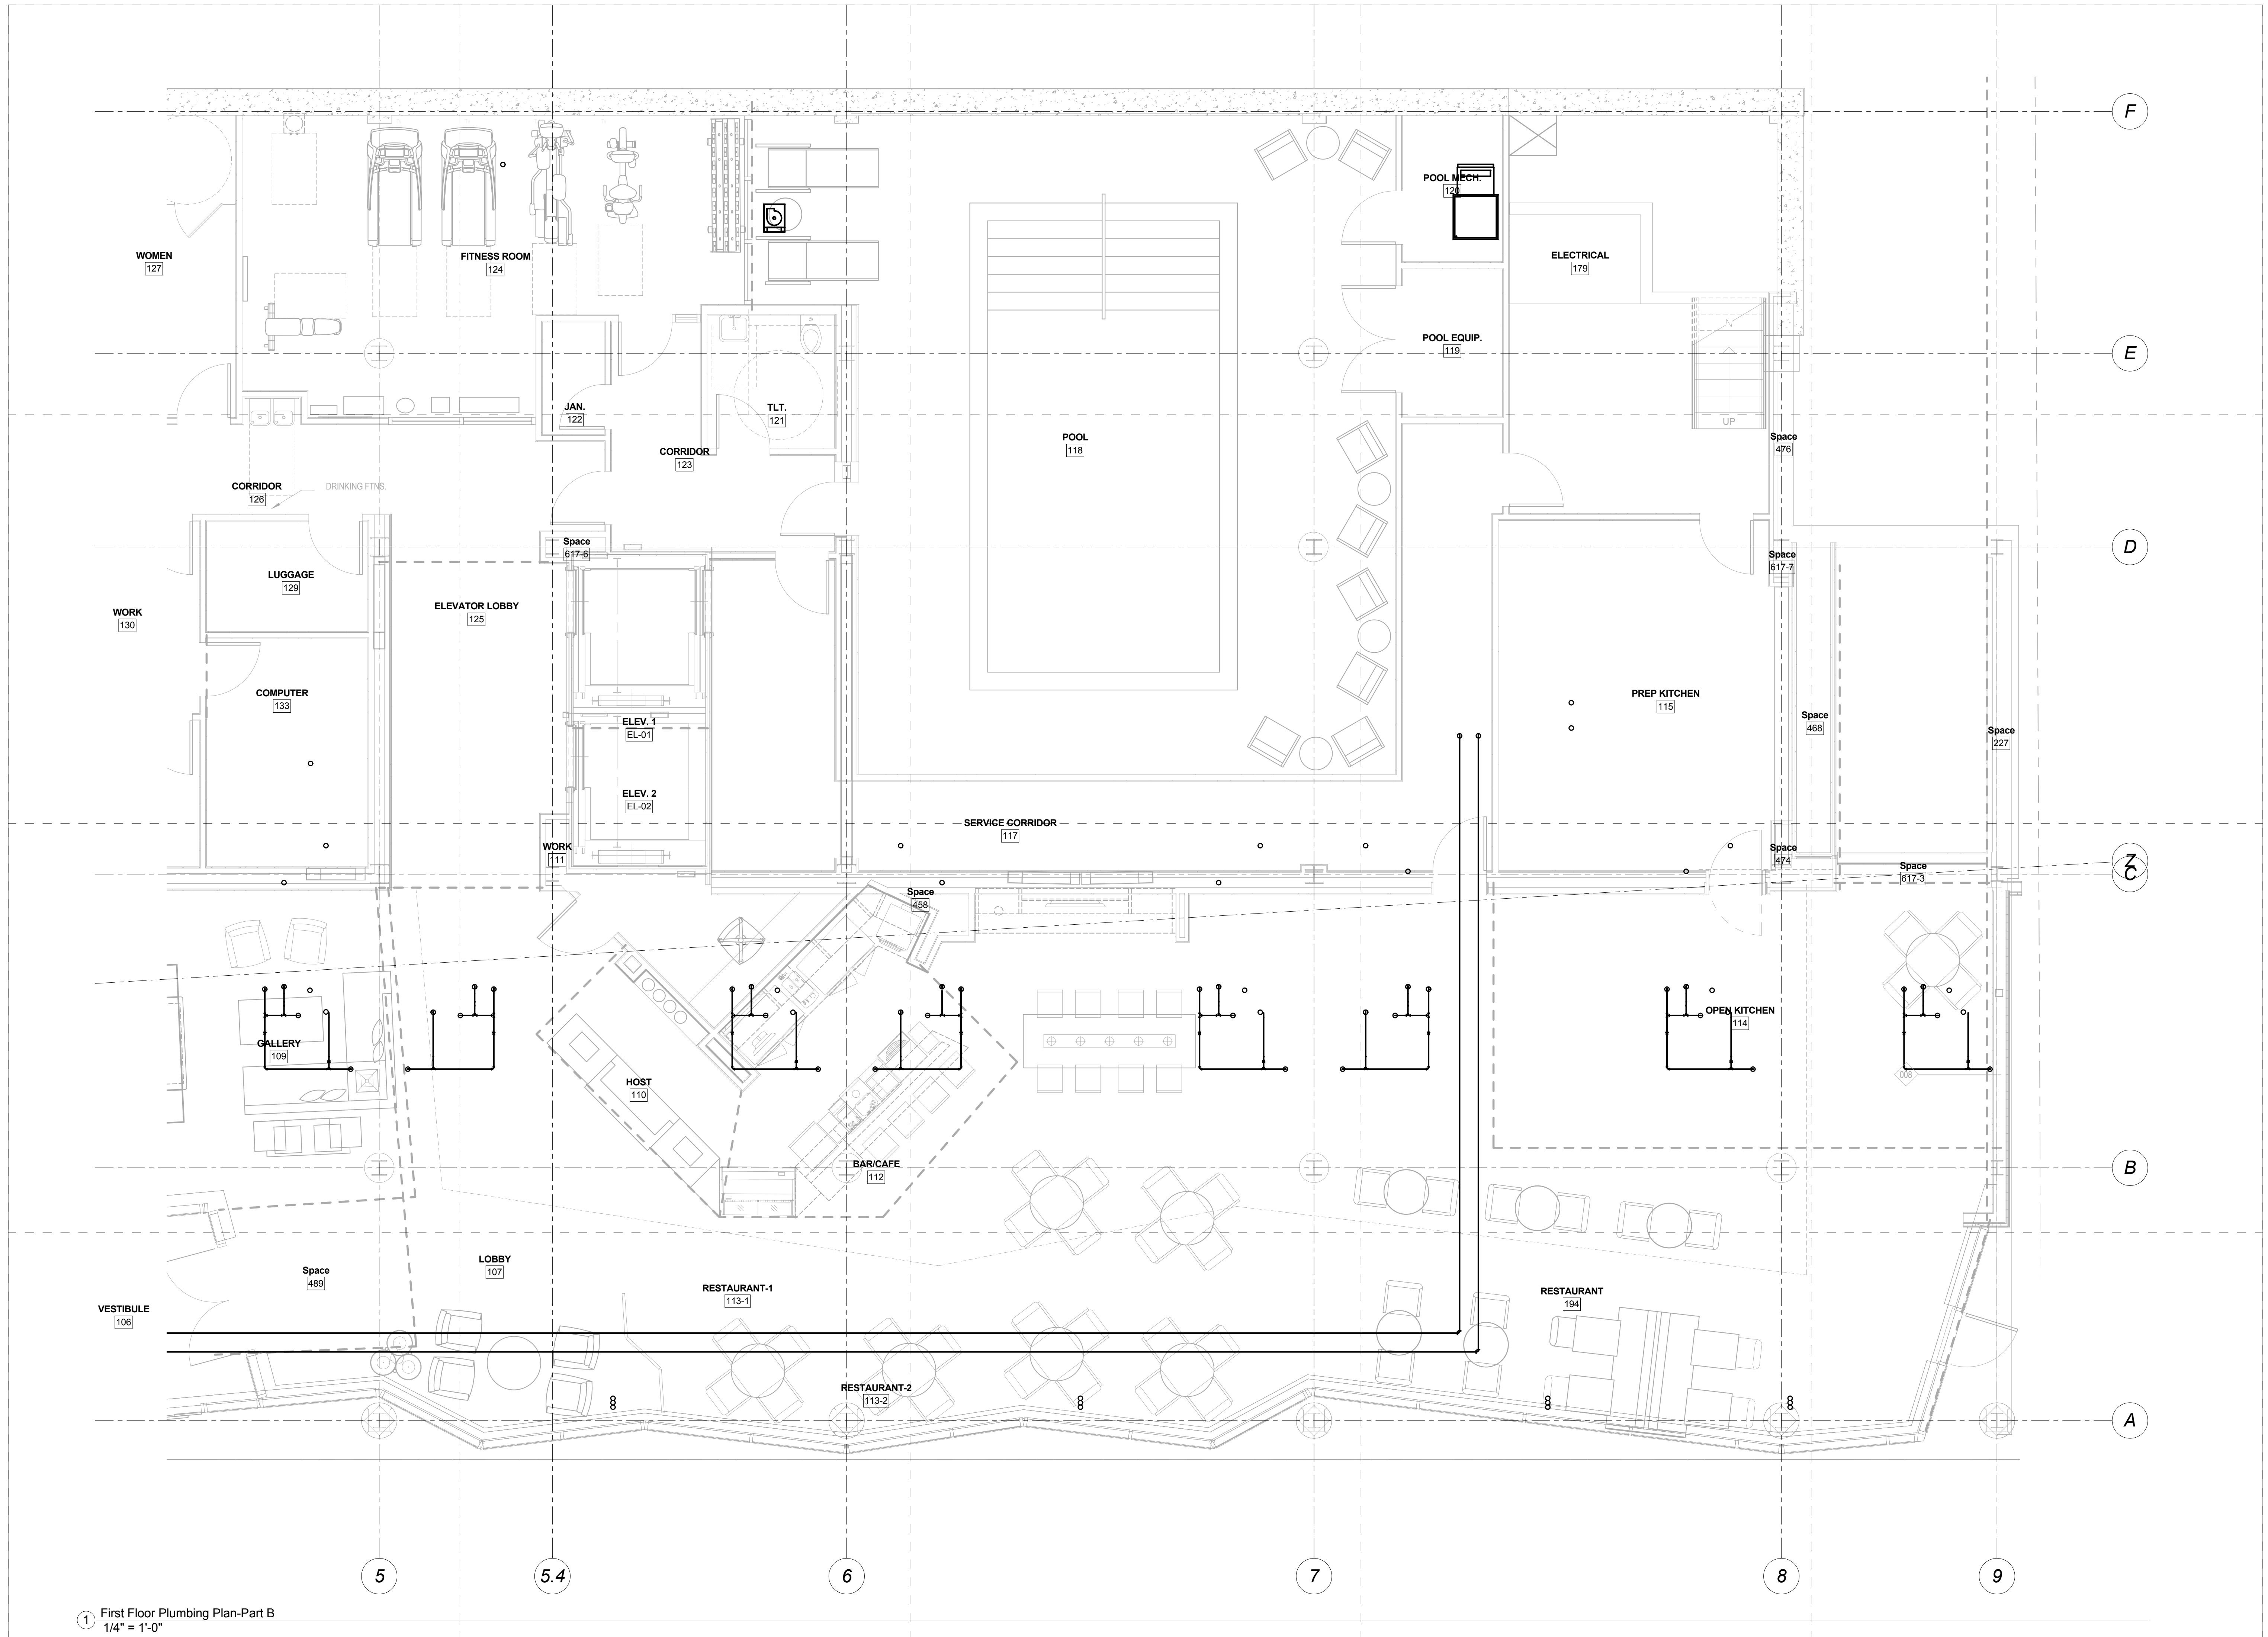 F
POOL MECH.
120
WOMEN
127
FITNESS ROOM
124
ELECTRICAL
179
POOL EQUIP.
119
E
JAN.
122
TLT.
121
UP
POOL
118
Space
476
CORRIDOR
123
CORRIDOR
126
DRINKING FTNS.
Space
617-6
D
Space
617-7
LUGGAGE
129
WORK
130
ELEVATOR LOBBY
125
COMPUTER
133
PREP KITCHEN
115
ELEV. 1
EL-01
Space
468
Space
227
ELEV. 2
EL-02
SERVICE CORRIDOR
117
WORK
111
Space
474
Z
C
Space
617-3
Space
458
OPEN KITCHEN
114
GALLERY
109
HOST
110
008
BAR/CAFE
112
B
LOBBY
107
Space
489
RESTAURANT-1
113-1
RESTAURANT
194
VESTIBULE
106
RESTAURANT-2
113-2
A
5
5.4
6
7
8
9
1
First Floor Plumbing Plan-Part B
1/4" = 1'-0"